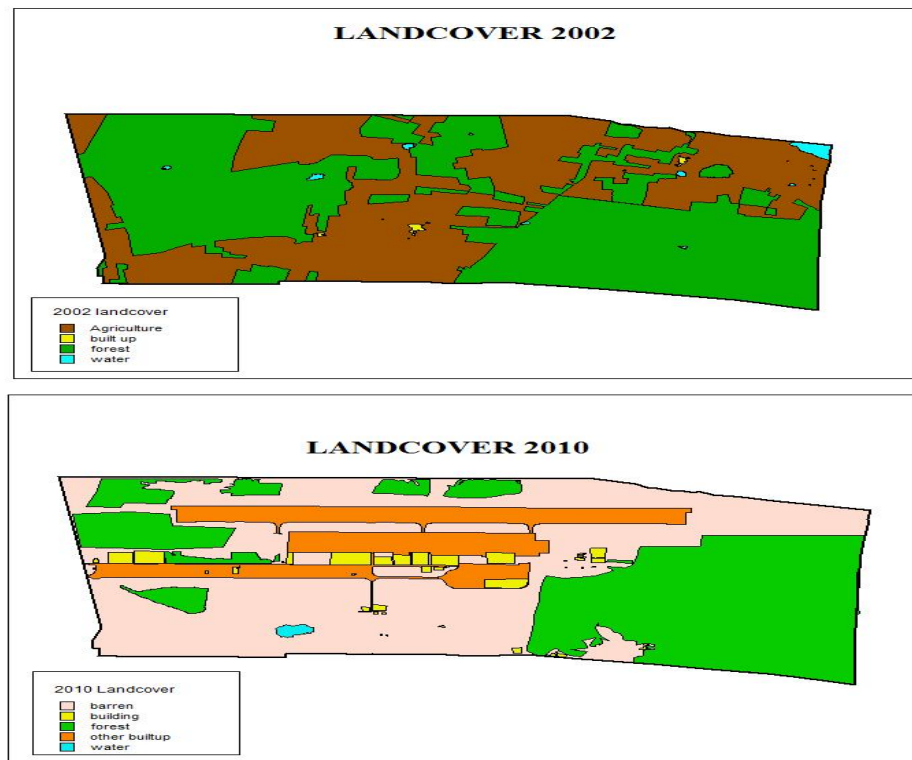 LANDCOVER 2002
2002 landcover
Agriculture
built up
forest
water
LANDCOVER 2010
2010 Landcover
barren
building
forest
other builtup
water